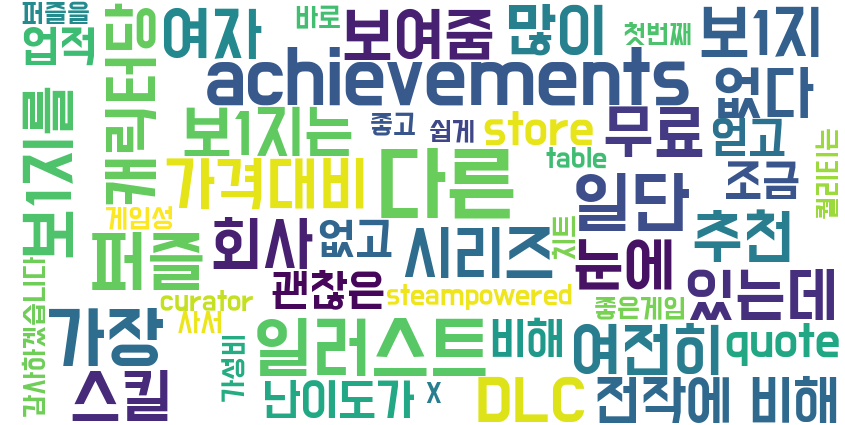 퍼즐을
바로
업적
캐릭터당
여자
보여줌
많이
첫번째
보1지
achievements
없다
보1지를
보1지는
좋고
쉽게
store
무료
얻고
퀄리티는
가격대비
다른
table
일단
조금
게임성
퍼즐
회사
없고
시리즈
치트
눈에
추천
감사하겠습니다
curator
괜찮은
steampowered
좋은게임
있는데
사서
가장
일러스트
비해
여전히
quote
가성비
스킬
난이도가
X
DLC
전작에 비해